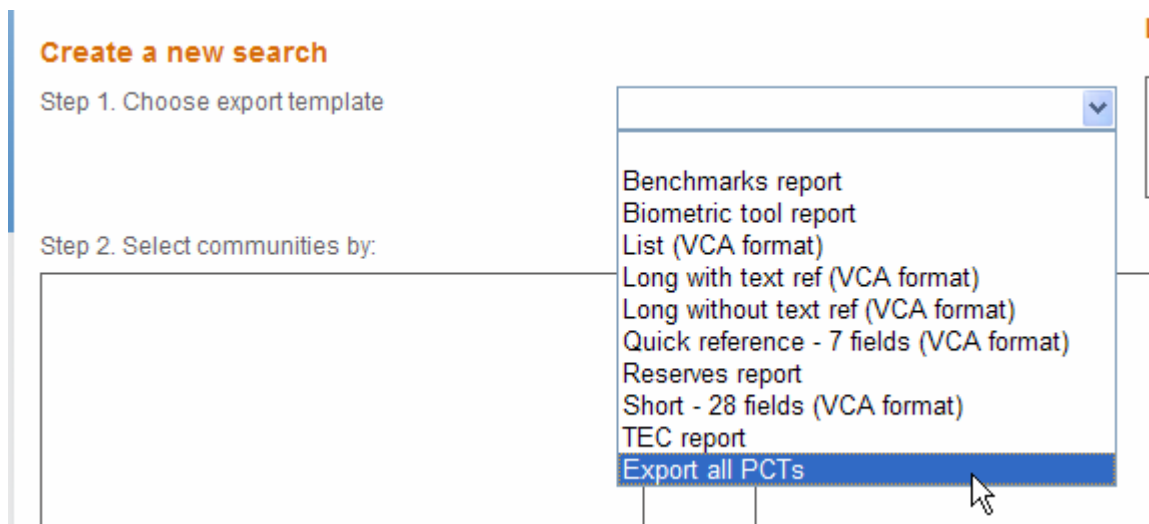 Create a new search
Step 1. Choose export template
Benchmarks report
Biometric tool report
List (VCA format)
Long with text ref (VCA format)
Long without text ref (VCA format)
Quick reference - 7 fields (VCA format)
Reserves report
Short - 28 fields (VCA format)
TEC report
Export all PCTs
Step 2. Select communities by: